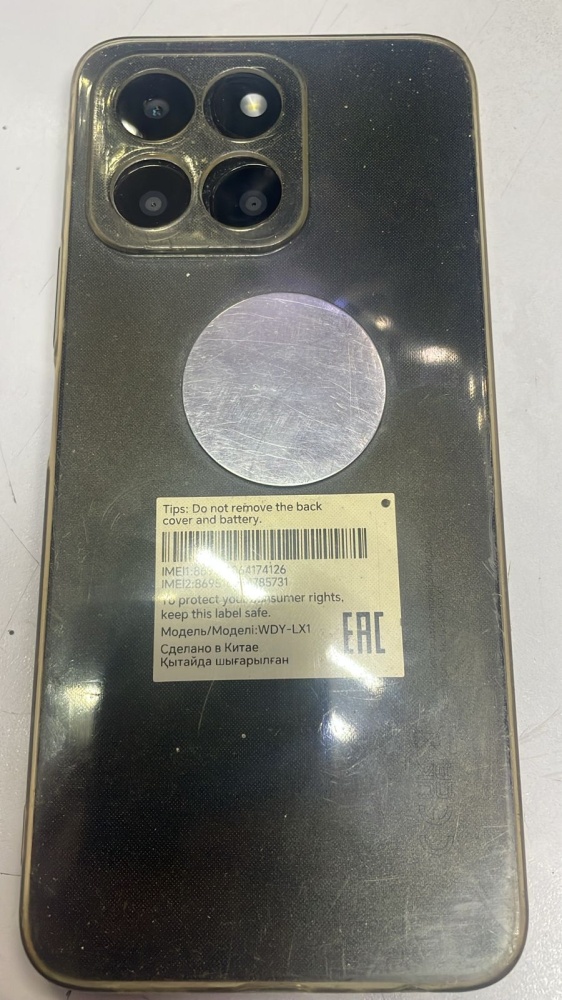 Tips: Do not remove the back
cover and battery.
To protect your consumer rights,
keep this label safe.
Модель/Моделі:WDY-LX1
Сделано в Китае
Қытайда шығарылған
EAC